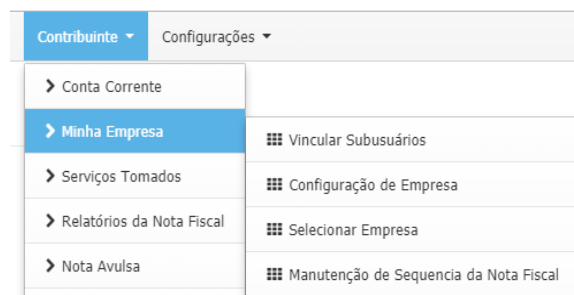 Contribuinte
Configurações
Conta Corrente
Minha Empresa
Serviços Tomados
Relatórios da Nota Fiscal
Nota Avulsa
Vincular Subusuários
Configuração de Empresa
Selecionar Empresa
Manutenção de Sequencia da Nota Fiscal